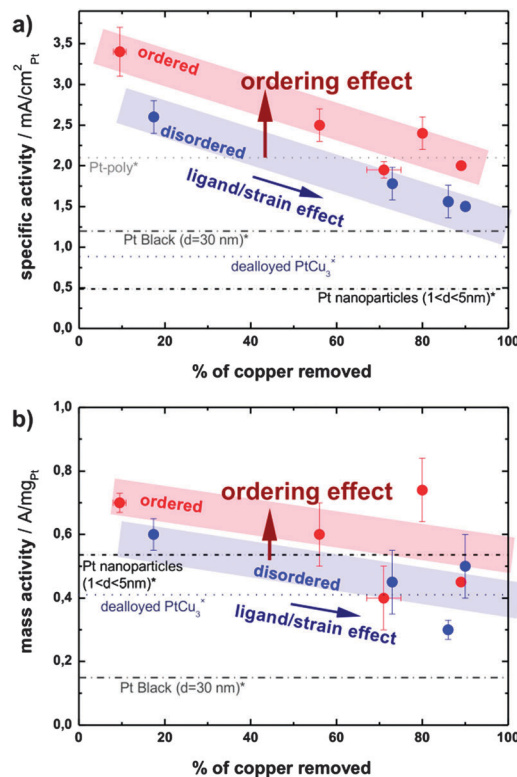 a)
specific activity / mA/cm²Pt
3,5
3,0
2,5
2,0
1,5
1,0
0,5
0,0
ordered
ordering effect
disordered
Pt-poly*
ligand/strain effect
Pt Black (d=30 nm)*
dealloyed PtCu₃ˣ
Pt nanoparticles (1<d<5nm)*
0 20 40 60 80 100
% of copper removed
b)
mass activity / A/mgPt
1,0
0,8
0,6
0,4
0,2
0,0
ordered
ordering effect
Pt nanoparticles
(1<d<5nm)*
disordered
dealloyed PtCu₃ˣ
ligand/strain effect
Pt Black (d=30 nm)*
0 20 40 60 80 100
% of copper removed